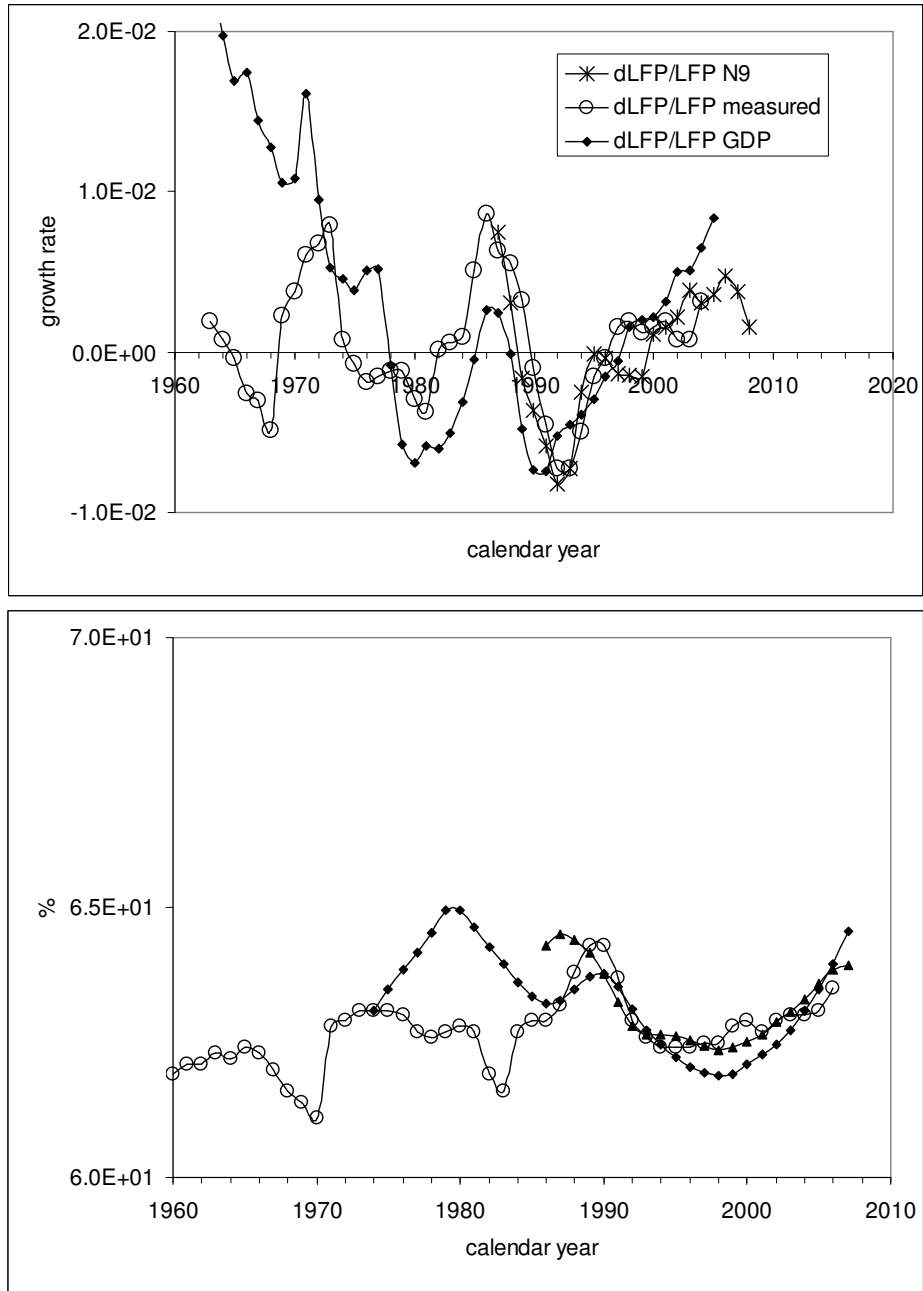 2.0E-02
dLFP/LFP N9
dLFP/LFP measured
dLFP/LFP GDP
1.0E-02
growth rate
0.0E+00
1960 1970 1980 1990 2000 2010 2020
-1.0E-02
calendar year
7.0E+01
%
6.5E+01
6.0E+01
1960 1970 1980 1990 2000 2010
calendar year